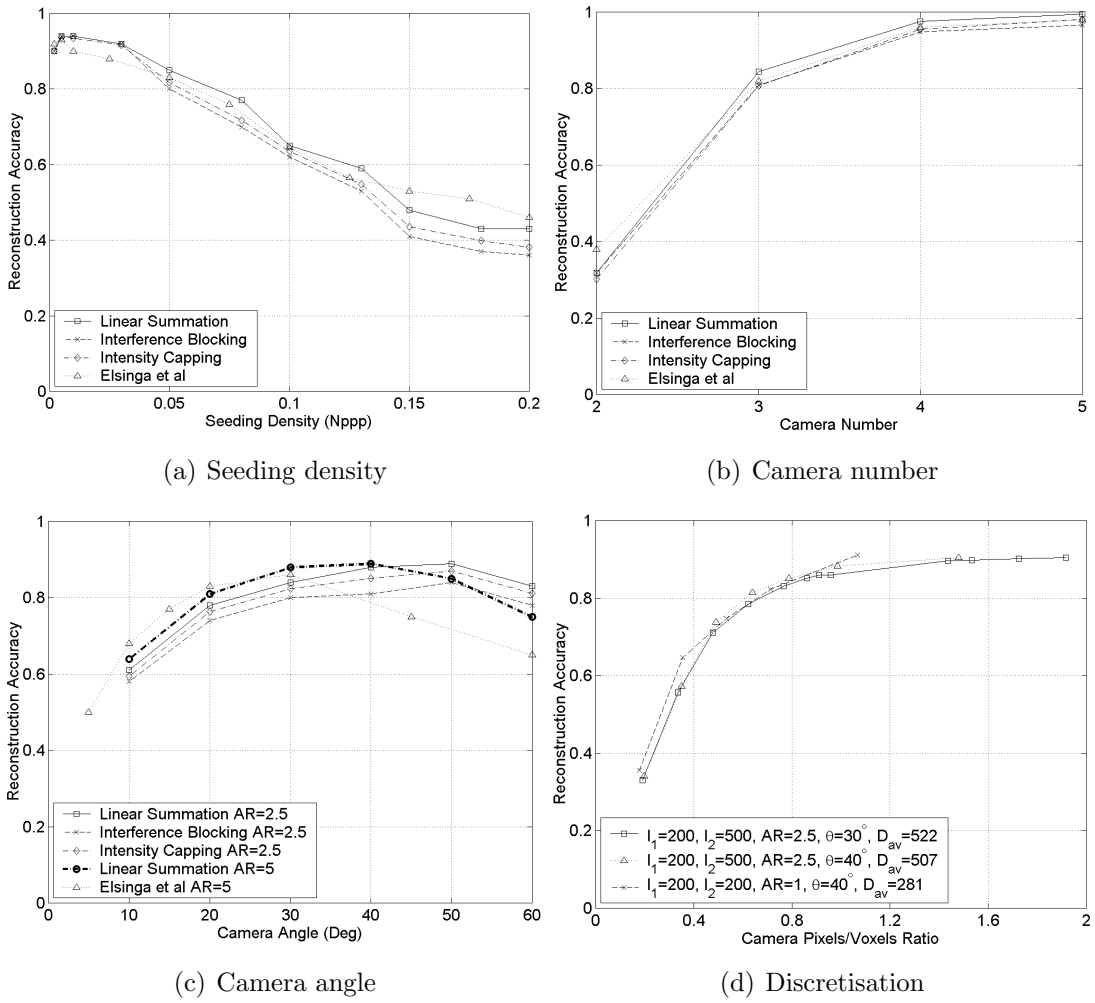 1
0.8
0.6
0.4
0.2
0
Reconstruction Accuracy
Linear Summation
Interference Blocking
Intensity Capping
Elsinga et al
0 0.05 0.1 0.15 0.2
Seeding Density (Nppp)
(a) Seeding density
1
0.8
0.6
0.4
0.2
0
Reconstruction Accuracy
Linear Summation
Interference Blocking
Intensity Capping
Elsinga et al
2 3 4 5
Camera Number
(b) Camera number
1
0.8
0.6
0.4
0.2
0
Reconstruction Accuracy
Linear Summation AR=2.5
Interference Blocking AR=2.5
Intensity Capping AR=2.5
Linear Summation AR=5
Elsinga et al AR=5
0 10 20 30 40 50 60
Camera Angle (Deg)
(c) Camera angle
1
0.8
0.6
0.4
0.2
0
Reconstruction Accuracy
I₁=200, I₂=500, AR=2.5, θ=30°, D_av=522
I₁=200, I₂=500, AR=2.5, θ=40°, D_av=507
I₁=200, I₂=200, AR=1, θ=40°, D_av=281
0 0.4 0.8 1.2 1.6 2
Camera Pixels/Voxels Ratio
(d) Discretisation